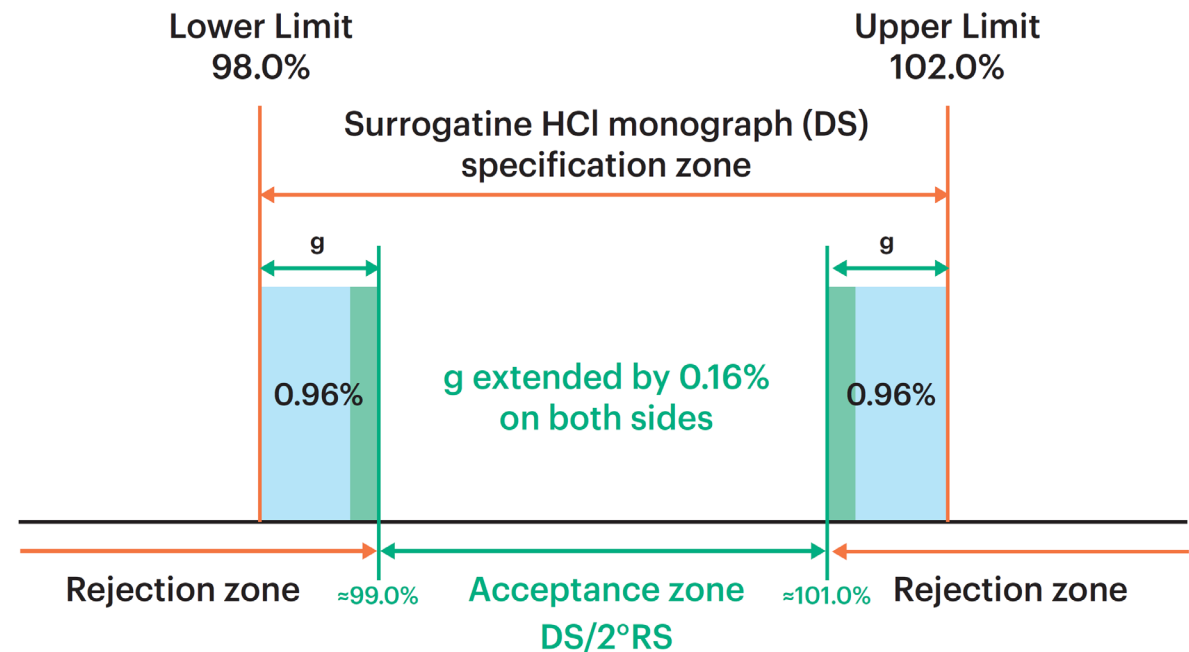 Lower Limit
98.0%
Upper Limit
102.0%
Surrogatine HCl monograph (DS)
specification zone
g
g
0.96%
g extended by 0.16%
on both sides
0.96%
Rejection zone
≈99.0%
Acceptance zone
DS/2°RS
≈101.0%
Rejection zone